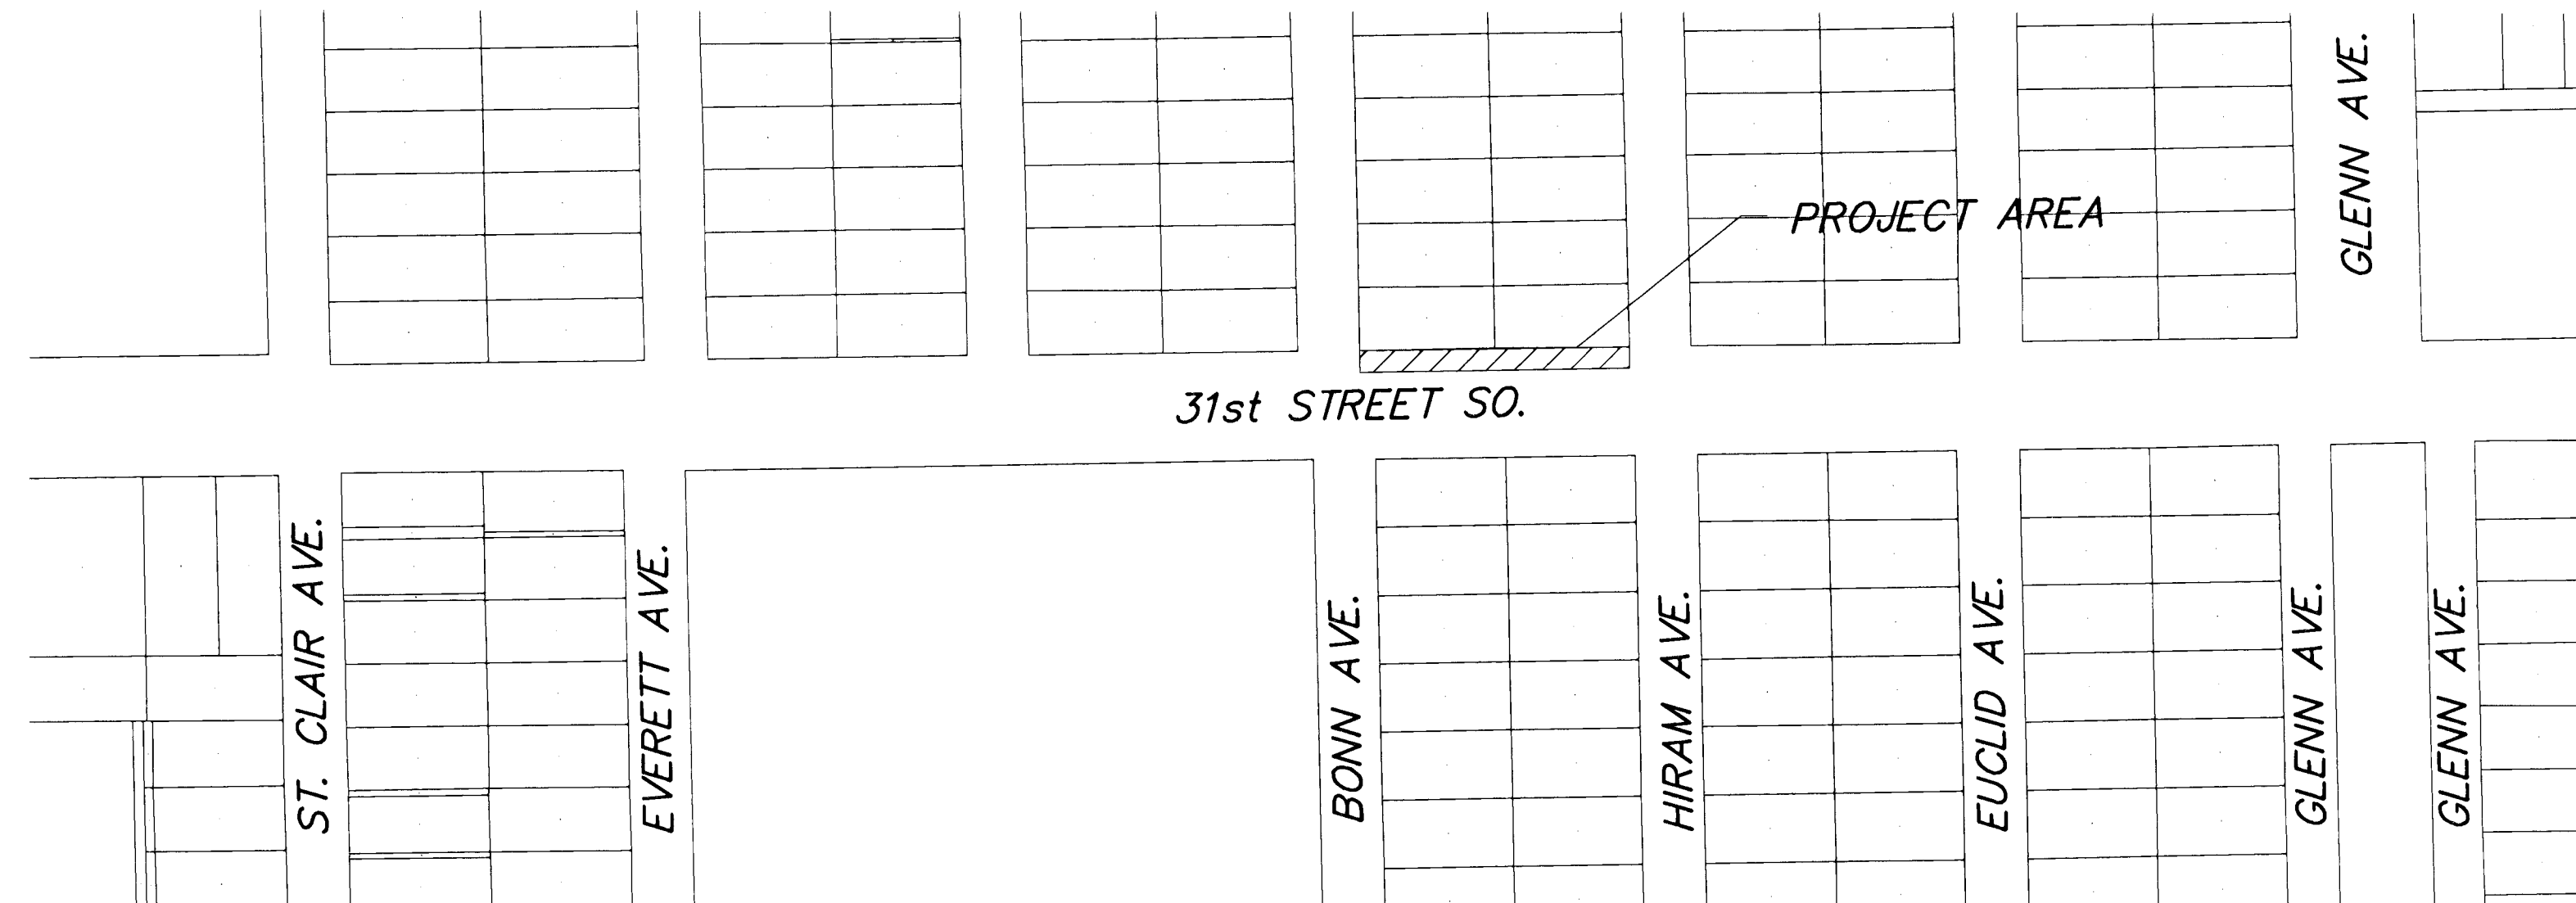 GLENN AVE.
PROJECT AREA
31st STREET SO.
ST. CLAIR AVE.
EVERETT AVE.
BONN AVE.
HIRAM AVE.
EUCLID AVE.
GLENN AVE.
GLENN AVE.